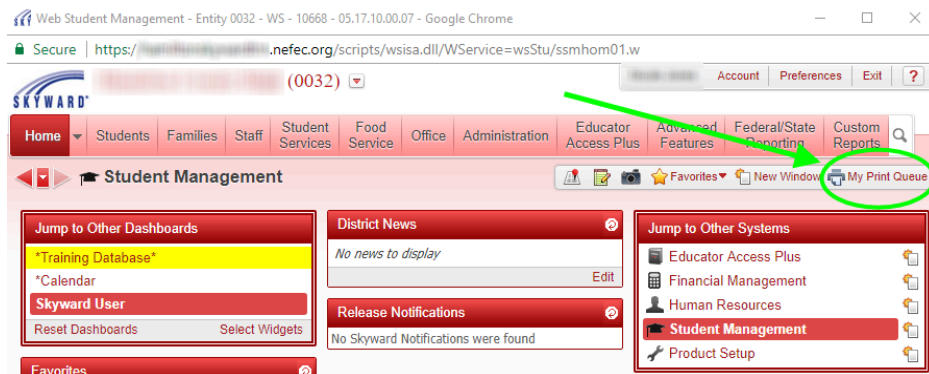 Web Student Management - Entity 0032 - WS - 10668 - 05.17.10.00.07 - Google Chrome
Secure | https:/ .nefec.org/scripts/wsisa.dll/WService=wsStu/ssmhom01.w
SKYWARD
(0032)
Account Preferences Exit ?
Home Students Families Staff Student Services Food Service Office Administration Educator Access Plus Advanced Features Federal/State Reporting Custom Reports
Student Management
Favorites New Window My Print Queue
Jump to Other Dashboards
*Training Database*
*Calendar
Skyward User
Reset Dashboards Select Widgets
Favorites
District News
No news to display
Edit
Release Notifications
No Skyward Notifications were found
Jump to Other Systems
Educator Access Plus
Financial Management
Human Resources
Student Management
Product Setup